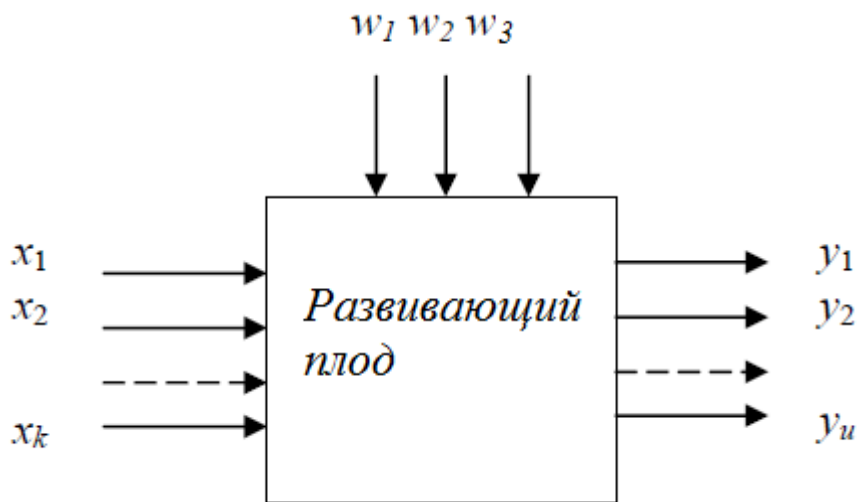 w1 w2 w3
x1
x2
xk
Развивающий
плод
y1
y2
yu